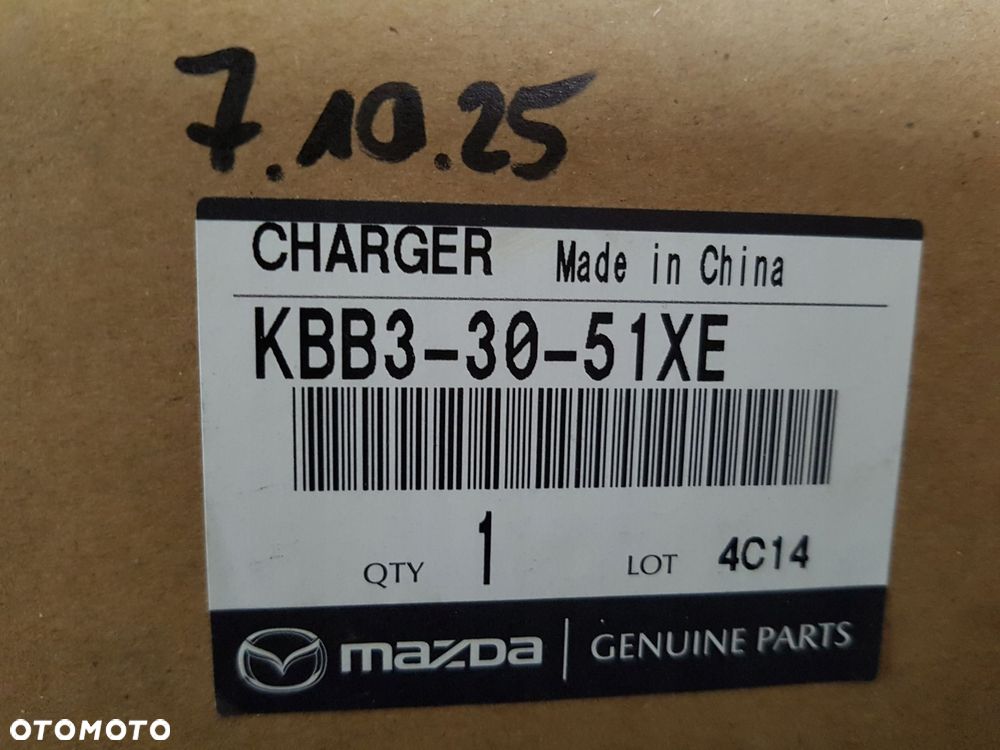 7.10.25
CHARGER Made in China
KBB3-30-51XE
QTY 1 LOT 4C14
mazda GENUINE PARTS
OTOMOTO